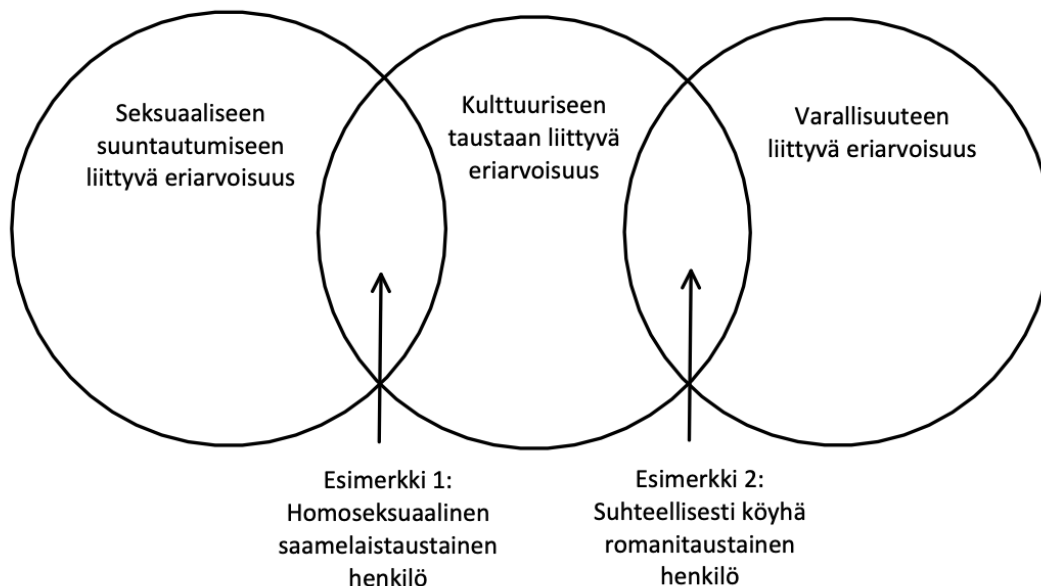 Seksuaaliseen
suuntautumiseen
liittyvä eriarvoisuus
Kulttuuriseen
taustaan liittyvä
eriarvoisuus
Varallisuuteen
liittyvä eriarvoisuus
Esimerkki 1:
Homoseksuaalinen
saamelaistaustainen
henkilö
Esimerkki 2:
Suhteellisesti köyhä
romanitaustainen
henkilö